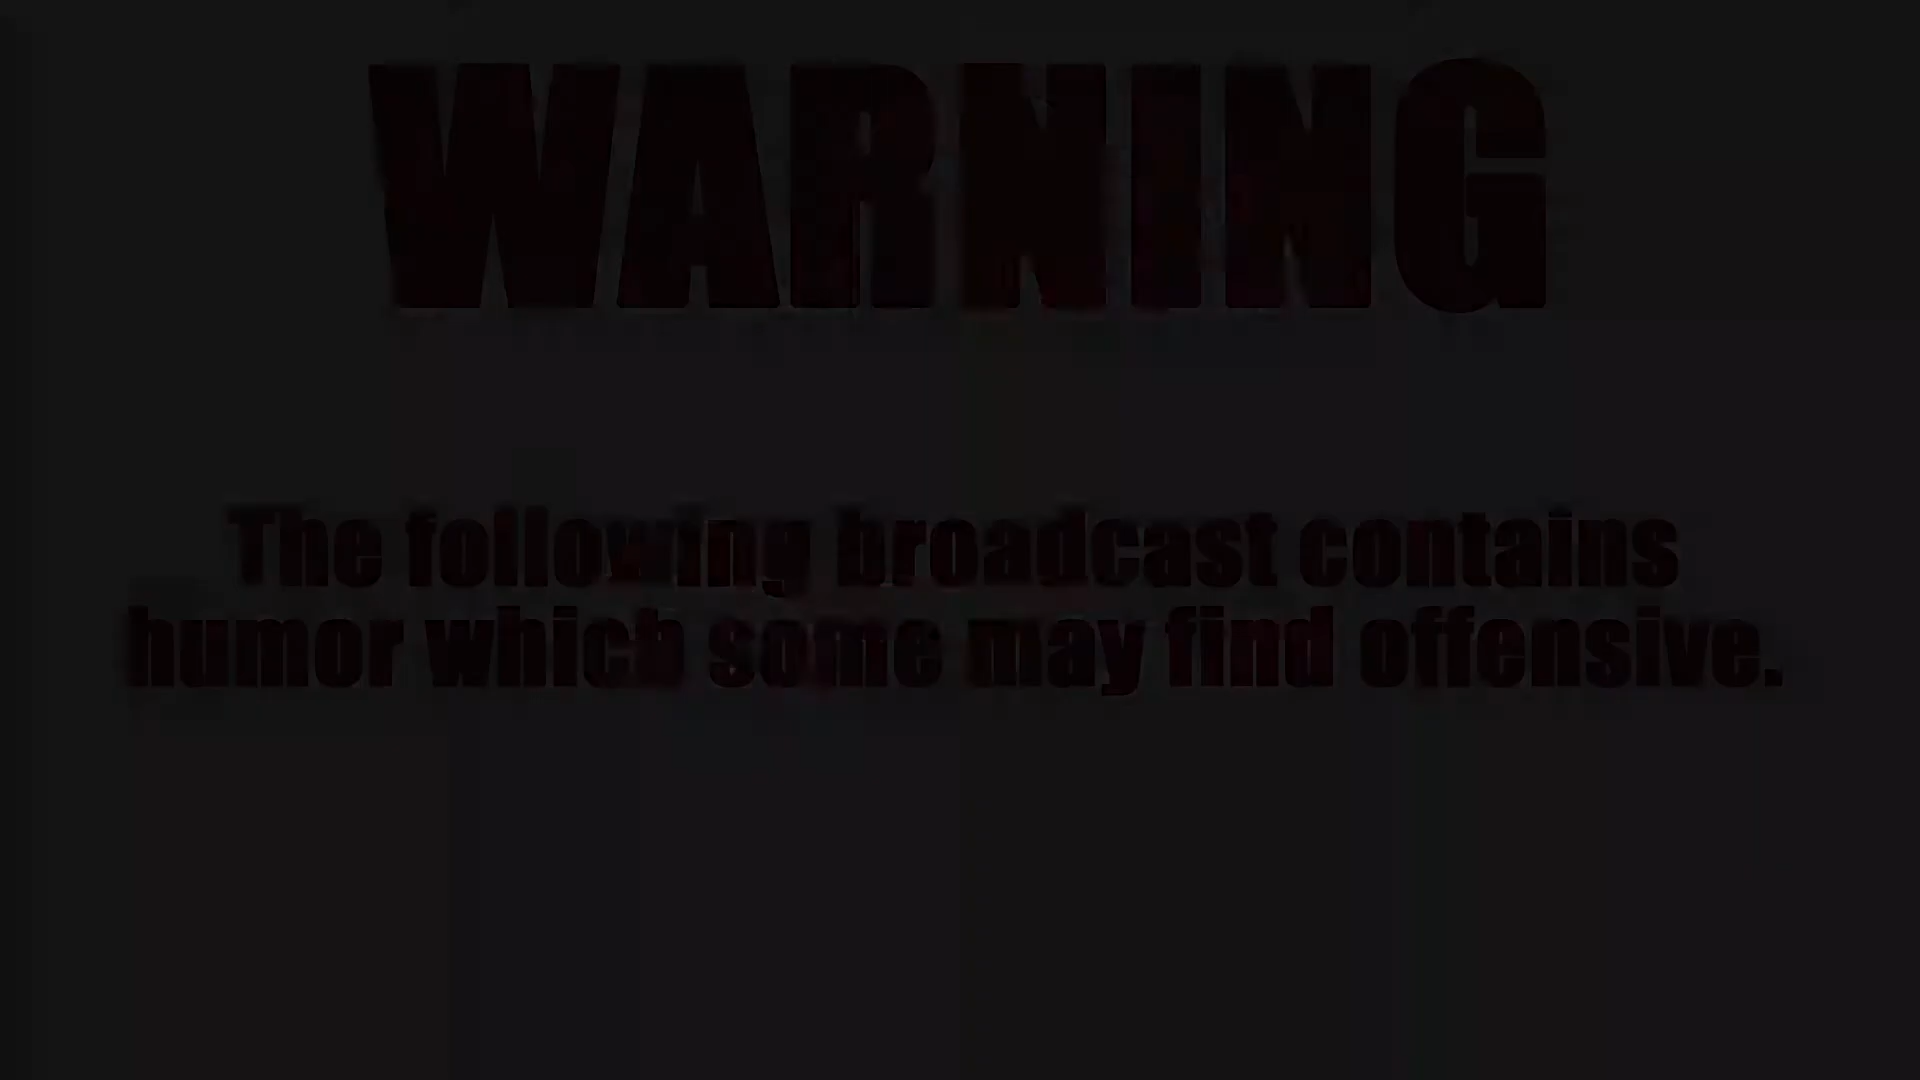 WARNING
The following broadcast contains
humor which some may find offensive.